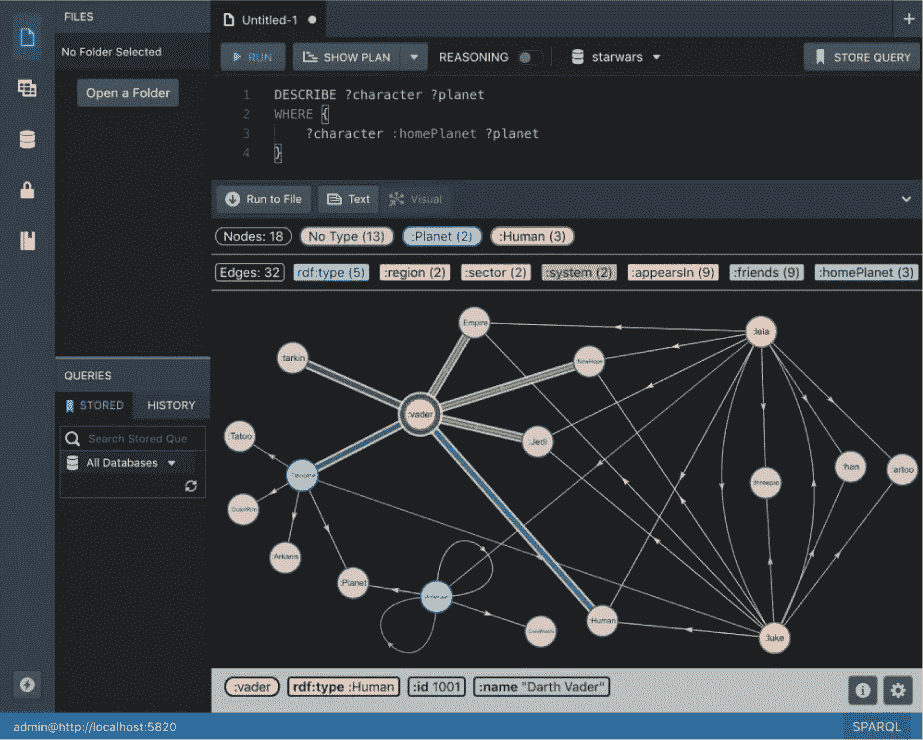 FILES
No Folder Selected
Open a Folder
Untitled-1
RUN
SHOW PLAN
REASONING
starwars
STORE QUERY
1 DESCRIBE ?character ?planet
2 WHERE {
3 ?character :homePlanet ?planet
4 }
Run to File
Text
Visual
Nodes: 18
No Type (13)
:Planet (2)
:Human (3)
Edges: 32
rdf:type (5)
:region (2)
:sector (2)
:system (2)
:appearsIn (9)
:friends (9)
:homePlanet (3)
Empire
:leia
:tarkin
:NewHope
:vader
:Tatoo
:Jedi
:han
:artoo
:threepio
OuterRim
:Arkanis
:Planet
:Human
:luke
QUERIES
STORED
HISTORY
Search Stored Que
All Databases
:vader
rdf:type :Human
:id 1001
:name "Darth Vader"
admin@http://localhost:5820
SPARQL